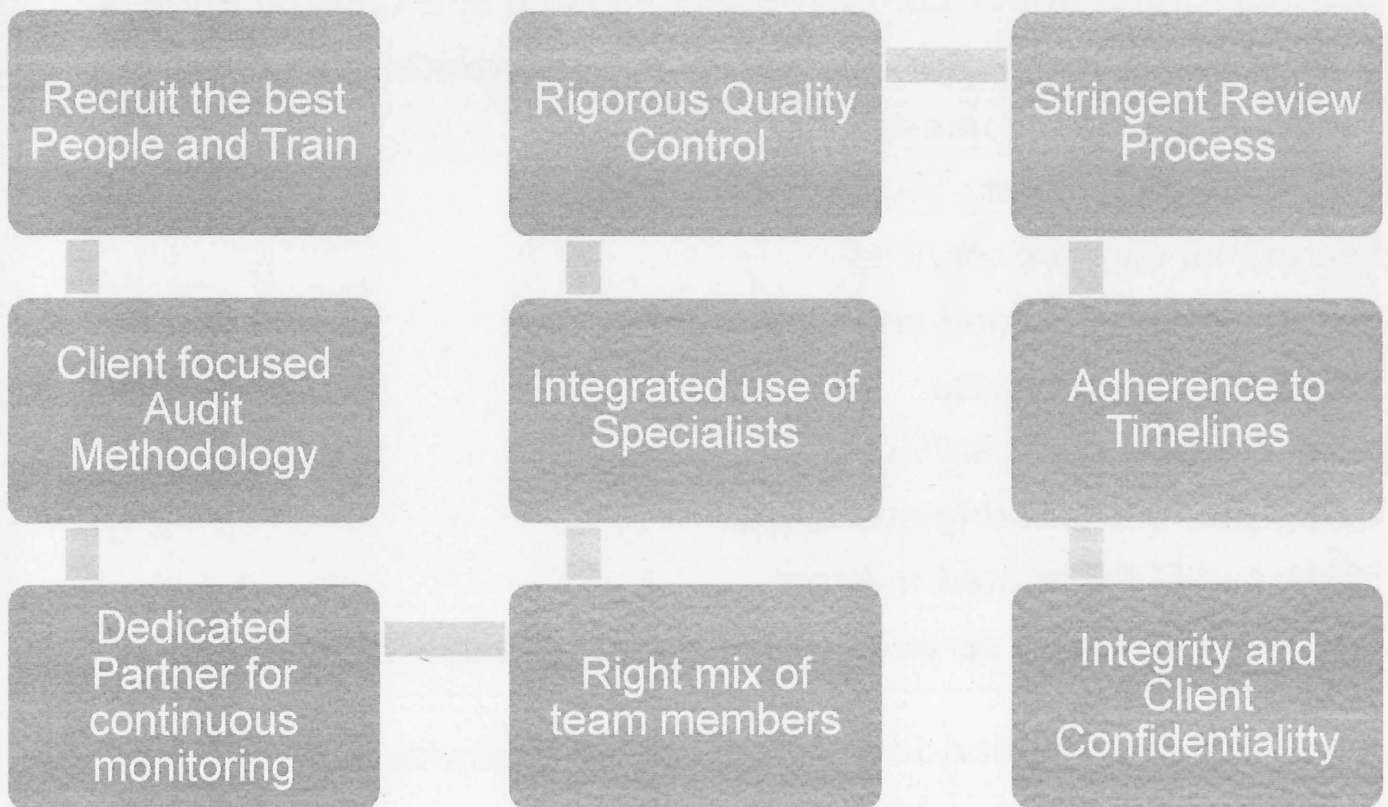 Recruit the best
People and Train
Client focused
Audit
Methodology
Dedicated
Partner for
continuous
monitoring
Right mix of
team members
Integrated use of
Specialists
Rigorous Quality
Control
Stringent Review
Process
Adherence to
Timelines
Integrity and
Client
Confidentialitty